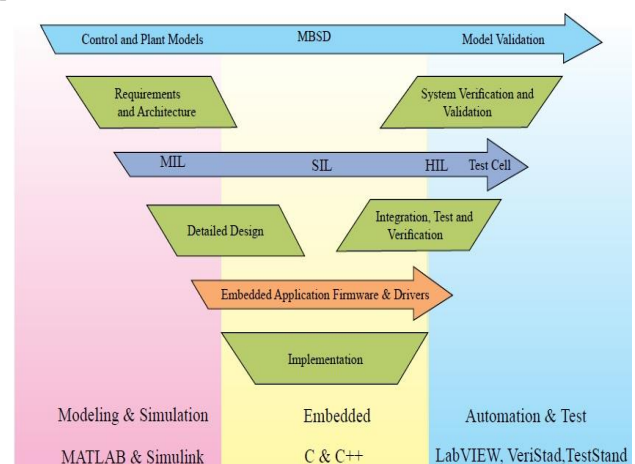 Control and Plant Models MBSD Model Validation
Requirements
and Architecture
System Verification and
Validation
MIL SIL HIL Test Cell
Detailed Design
Integration, Test and
Verification
Embedded Application Firmware & Drivers
Implementation
Modeling & Simulation Embedded Automation & Test
MATLAB & Simulink C & C++ LabVIEW, VeriStad,TestStand